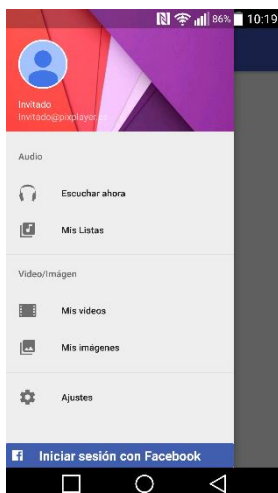 86% 10:19
Invitado
Invitado@pixplayer.es
Audio
Escuchar ahora
Mis Listas
Video/Imágen
Mis vídeos
Mis imágenes
Ajustes
Iniciar sesión con Facebook